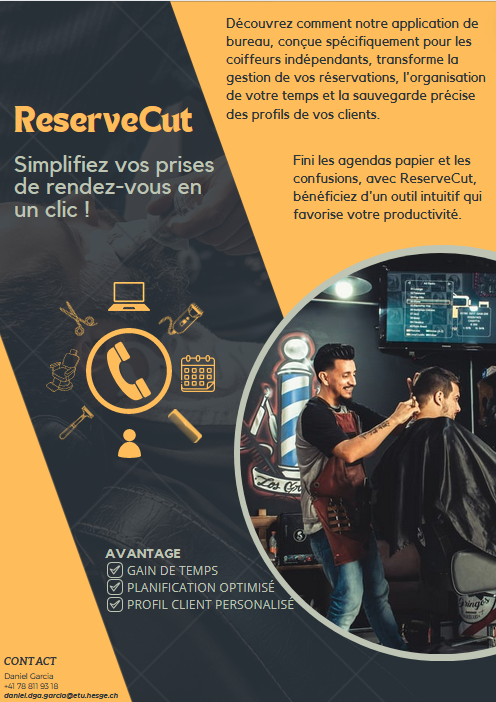 Découvrez comment notre application de
bureau, conçue spécifiquement pour les
coiffeurs indépendants, transforme la
gestion de vos réservations, l'organisation
de votre temps et la sauvegarde précise
des profils de vos clients.
ReserveCut
Simplifiez vos prises
de rendez-vous en
un clic !
Fini les agendas papier et les
confusions, avec ReserveCut,
bénéficiez d'un outil intuitif qui
favorise votre productivité.
AVANTAGE
GAIN DE TEMPS
PLANIFICATION OPTIMISÉ
PROFIL CLIENT PERSONALISÉ
CONTACT
Daniel Garcia
+41 78 811 93 18
daniel.dga.garcia@etu.hesge.ch